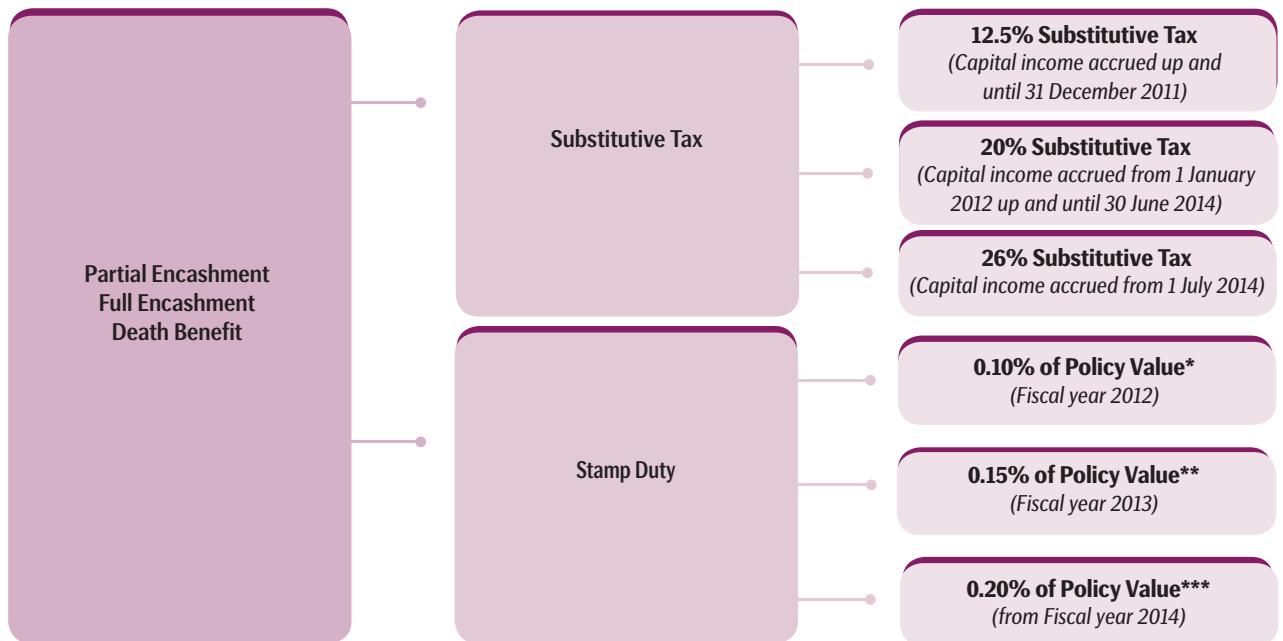 Partial Encashment
Full Encashment
Death Benefit
Substitutive Tax
12.5% Substitutive Tax
(Capital income accrued up and
until 31 December 2011)
20% Substitutive Tax
(Capital income accrued from 1 January
2012 up and until 30 June 2014)
26% Substitutive Tax
(Capital income accrued from 1 July 2014)
Stamp Duty
0.10% of Policy Value*
(Fiscal year 2012)
0.15% of Policy Value**
(Fiscal year 2013)
0.20% of Policy Value***
(from Fiscal year 2014)